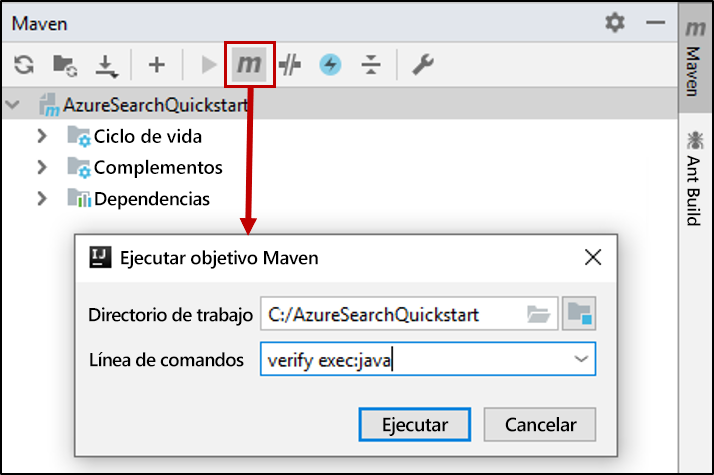 Maven
m
AzureSearchQuickstart
Ciclo de vida
Complementos
Dependencias
m Maven
Ant Build
IJ Ejecutar objetivo Maven
Directorio de trabajo C:/AzureSearchQuickstart
Línea de comandos verify exec:java
Ejecutar Cancelar